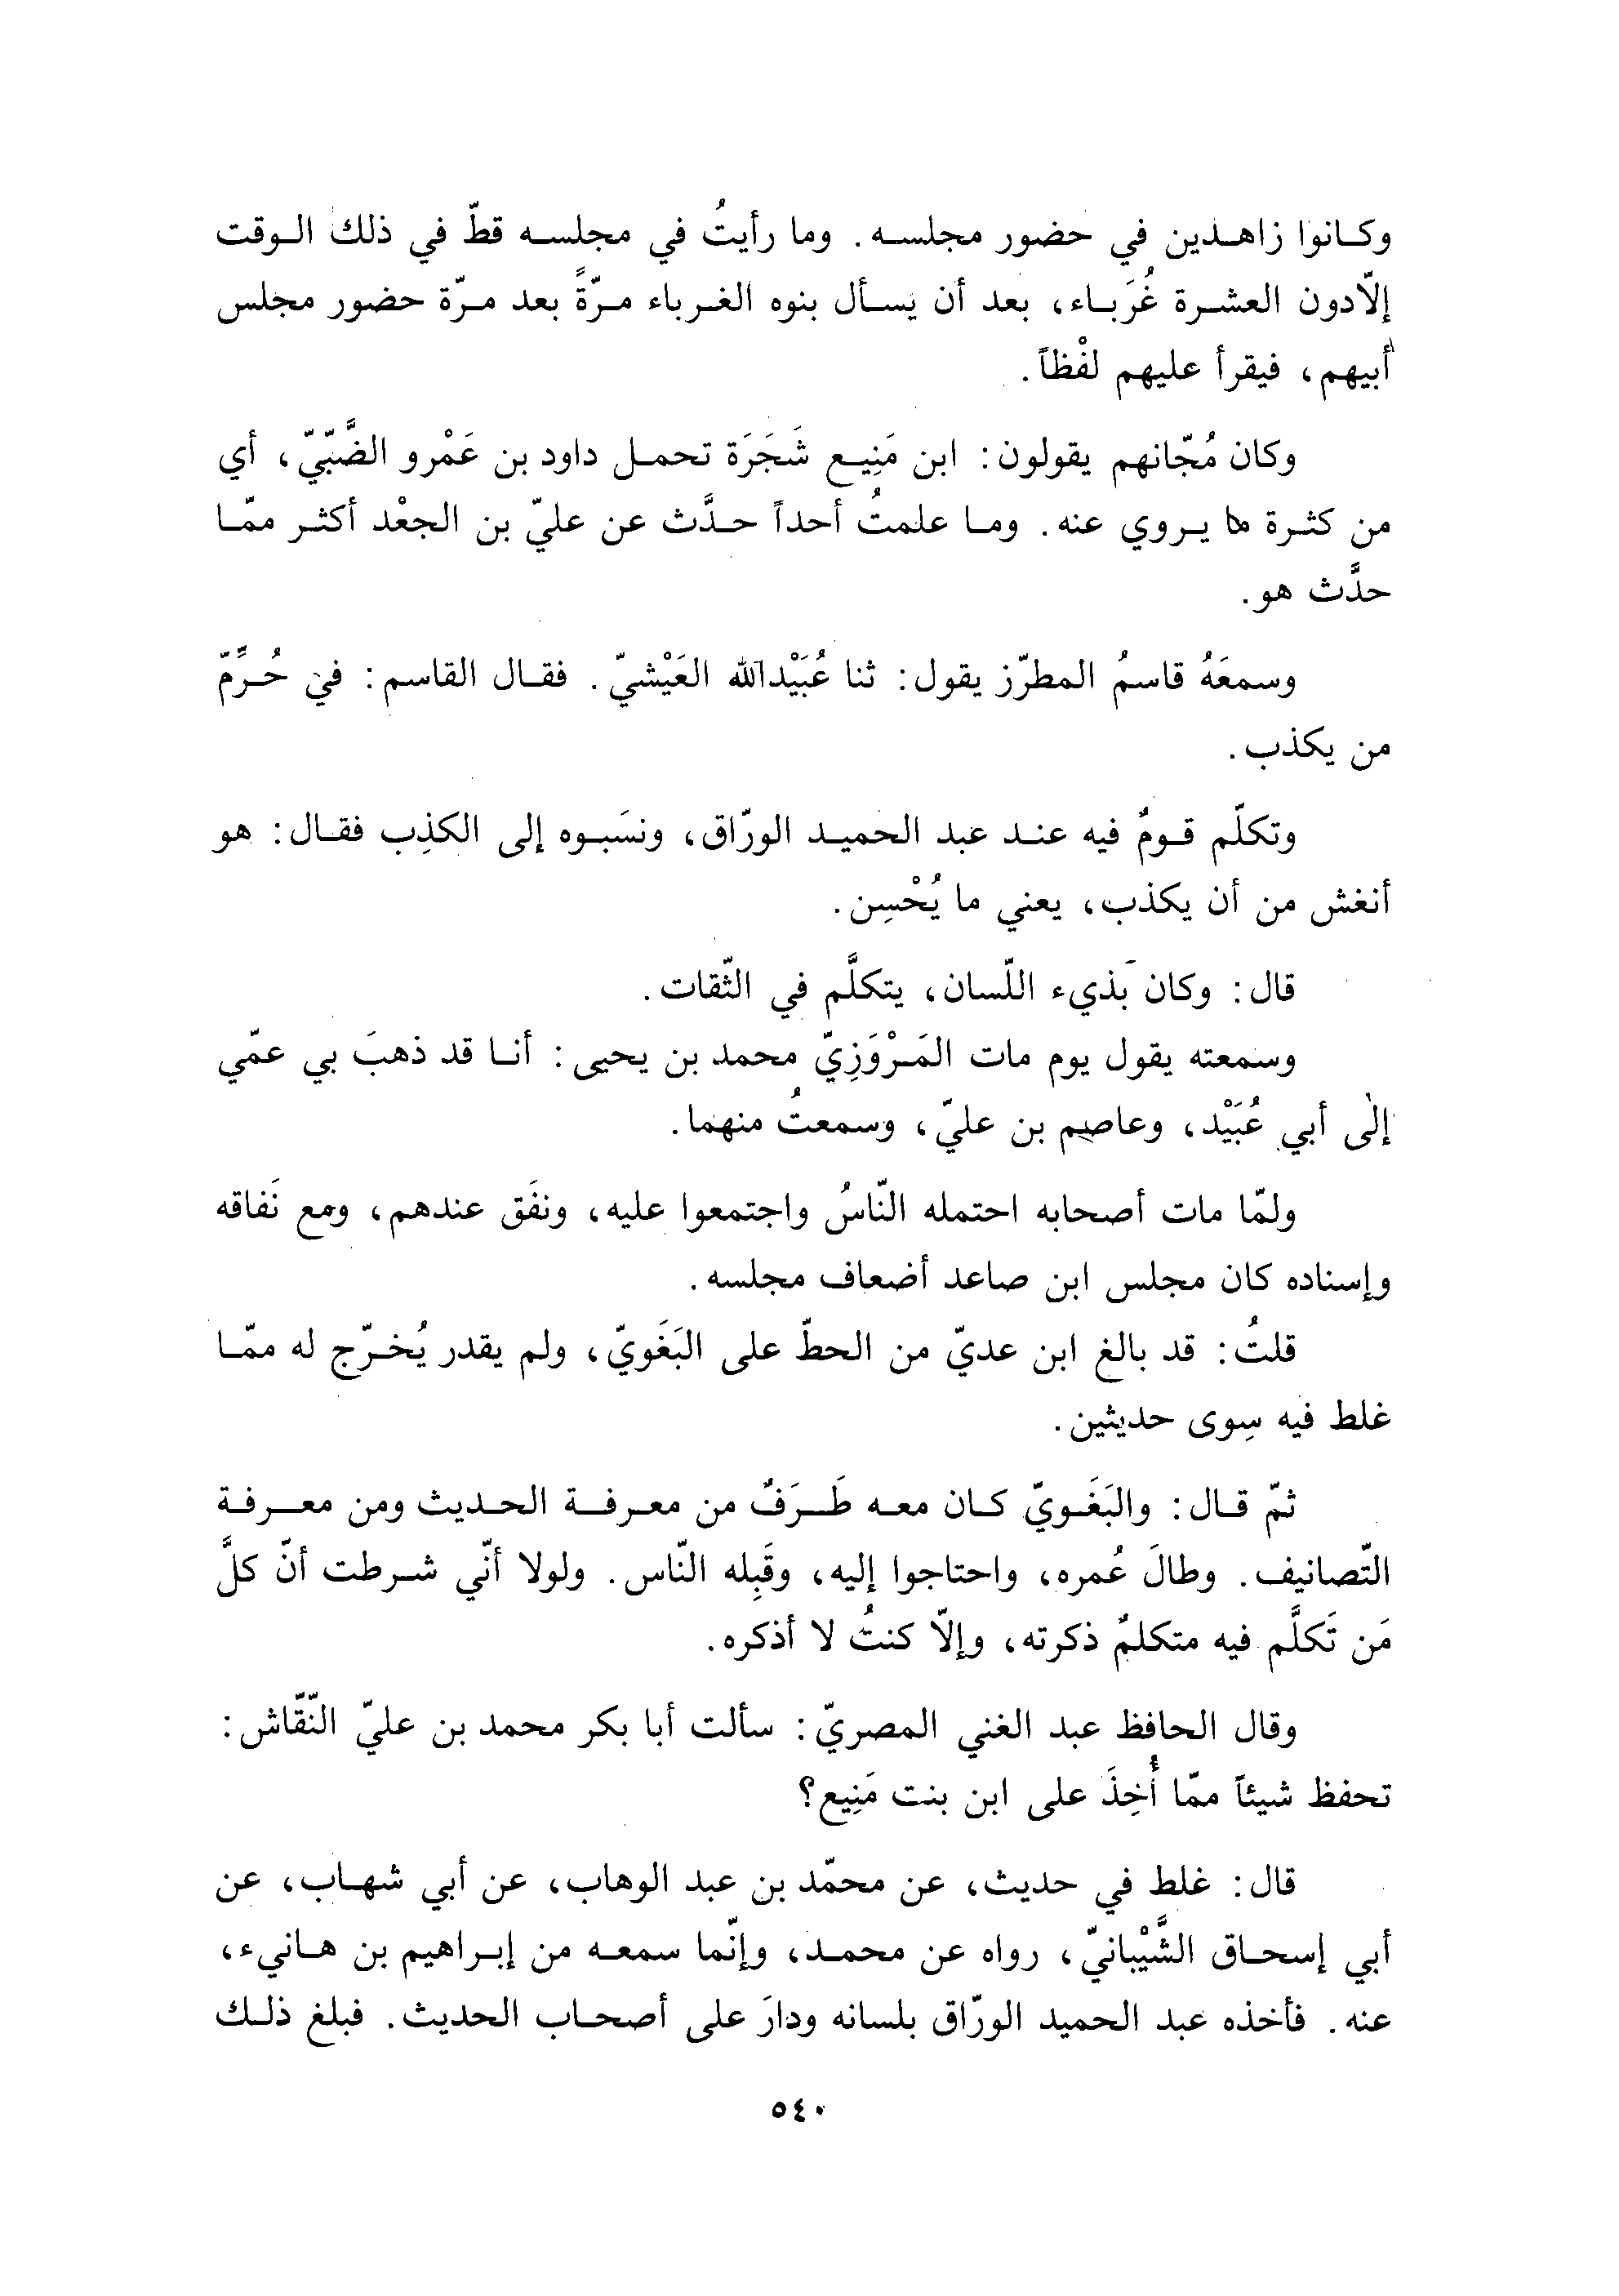 وكانوا زاهدين في حضور مجلسه. وما رأيتُ في مجلسه قطّ في ذلك الوقت
إلّادون العشرة غُرَباء، بعد أن يسأل بنوه الغرباء مرّةً بعد مرّة حضور مجلس
أبيهم، فيقرأ عليهم لفْظاً.
وكان مُجّانهم يقولون: ابن مَنِيع شَجَرَة تحمل داود بن عَمْرو الضَّبّيّ، أي
من كثرة ما يروي عنه. وما علمتُ أحداً حدَّث عن عليّ بن الجعْد أكثر ممّا
حدَّث هو.
وسمعَهُ قاسمُ المطرّز يقول: ثنا عُبَيْدالله العَيْشيّ. فقال القاسم: في حُرِّمّ
من يكذب.
وتكلّم قومٌ فيه عند عبد الحميد الورّاق، ونسَبوه إلى الكذِب فقال: هو
أنغش من أن يكذب، يعني ما يُحْسِن.
قال: وكان بَذيء اللّسان، يتكلَّم في الثّقات.
وسمعته يقول يوم مات المَرْوَزِيّ محمد بن يحيى: أنا قد ذهبَ بي عمّي
إلى أبي عُبَيْد، وعاصم بن عليّ، وسمعتُ منهما.
ولمّا مات أصحابه احتمله النّاسُ واجتمعوا عليه، ونفَق عندهم، ومع نَفاقه
وإسناده كان مجلس ابن صاعد أضعاف مجلسه.
قلتُ: قد بالغ ابن عديّ من الحطّ على البَغَويّ، ولم يقدر يُخرّج له ممّا
غلط فيه سِوى حديثين.
ثمّ قال: والبَغَويّ كان معه طَرَفٌ من معرفة الحديث ومن معرفة
التّصانيف. وطالَ عُمره، واحتاجوا إليه، وقَبِله النّاس. ولولا أنّي شرطت أنّ كلَّ
مَن تَكلَّم فيه متكلمٌ ذكرته، وإلّا كنتُ لا أذكره.
وقال الحافظ عبد الغني المصريّ: سألت أبا بكر محمد بن عليّ النّقّاش:
تحفظ شيئاً ممّا أُخِذَ على ابن بنت مَنِيع؟
قال: غلط في حديث، عن محمّد بن عبد الوهاب، عن أبي شهاب، عن
أبي إسحاق الشَّيْبانيّ، رواه عن محمد، وإنّما سمعه من إبراهيم بن هانيء،
عنه. فأخذه عبد الحميد الورّاق بلسانه ودارَ على أصحاب الحديث. فبلغ ذلك
٥٤٠